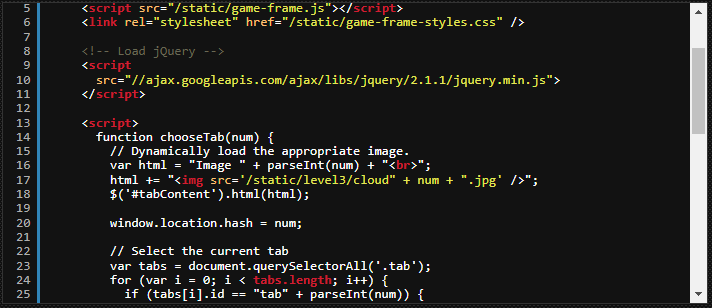 5 <script src="/static/game-frame.js"></script>
6 <link rel="stylesheet" href="/static/game-frame-styles.css" />
7
8 <!-- Load jQuery -->
9 <script
10 src="//ajax.googleapis.com/ajax/libs/jquery/2.1.1/jquery.min.js">
11 </script>
12
13 <script>
14 function chooseTab(num) {
15 // Dynamically load the appropriate image.
16 var html = "Image " + parseInt(num) + "<br>";
17 html += "<img src='/static/level3/cloud" + num + ".jpg' />";
18 $('#tabContent').html(html);
19
20 window.location.hash = num;
21
22 // Select the current tab
23 var tabs = document.querySelectorAll('.tab');
24 for (var i = 0; i < tabs.length; i++) {
25 if (tabs[i].id == "tab" + parseInt(num)) {